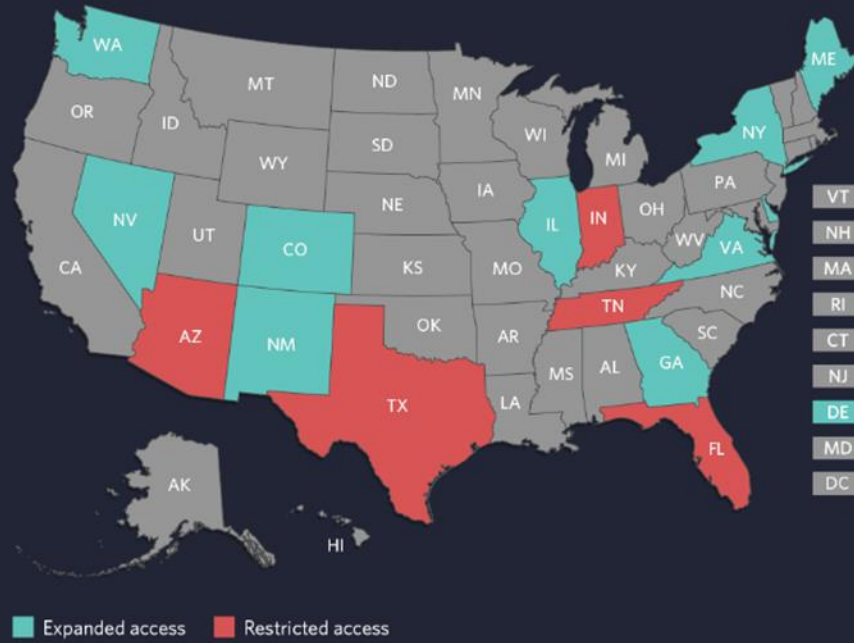 WA
ME
MT
ND
MN
OR
ID
WI
NY
SD
MI
WY
IA
PA
NE
OH
VT
NV
IL
IN
UT
CO
WV
VA
NH
CA
KS
MO
KY
MA
NC
RI
TN
AZ
OK
AR
SC
CT
NM
MS
AL
GA
NJ
TX
LA
DE
FL
MD
AK
DC
HI
Expanded access
Restricted access